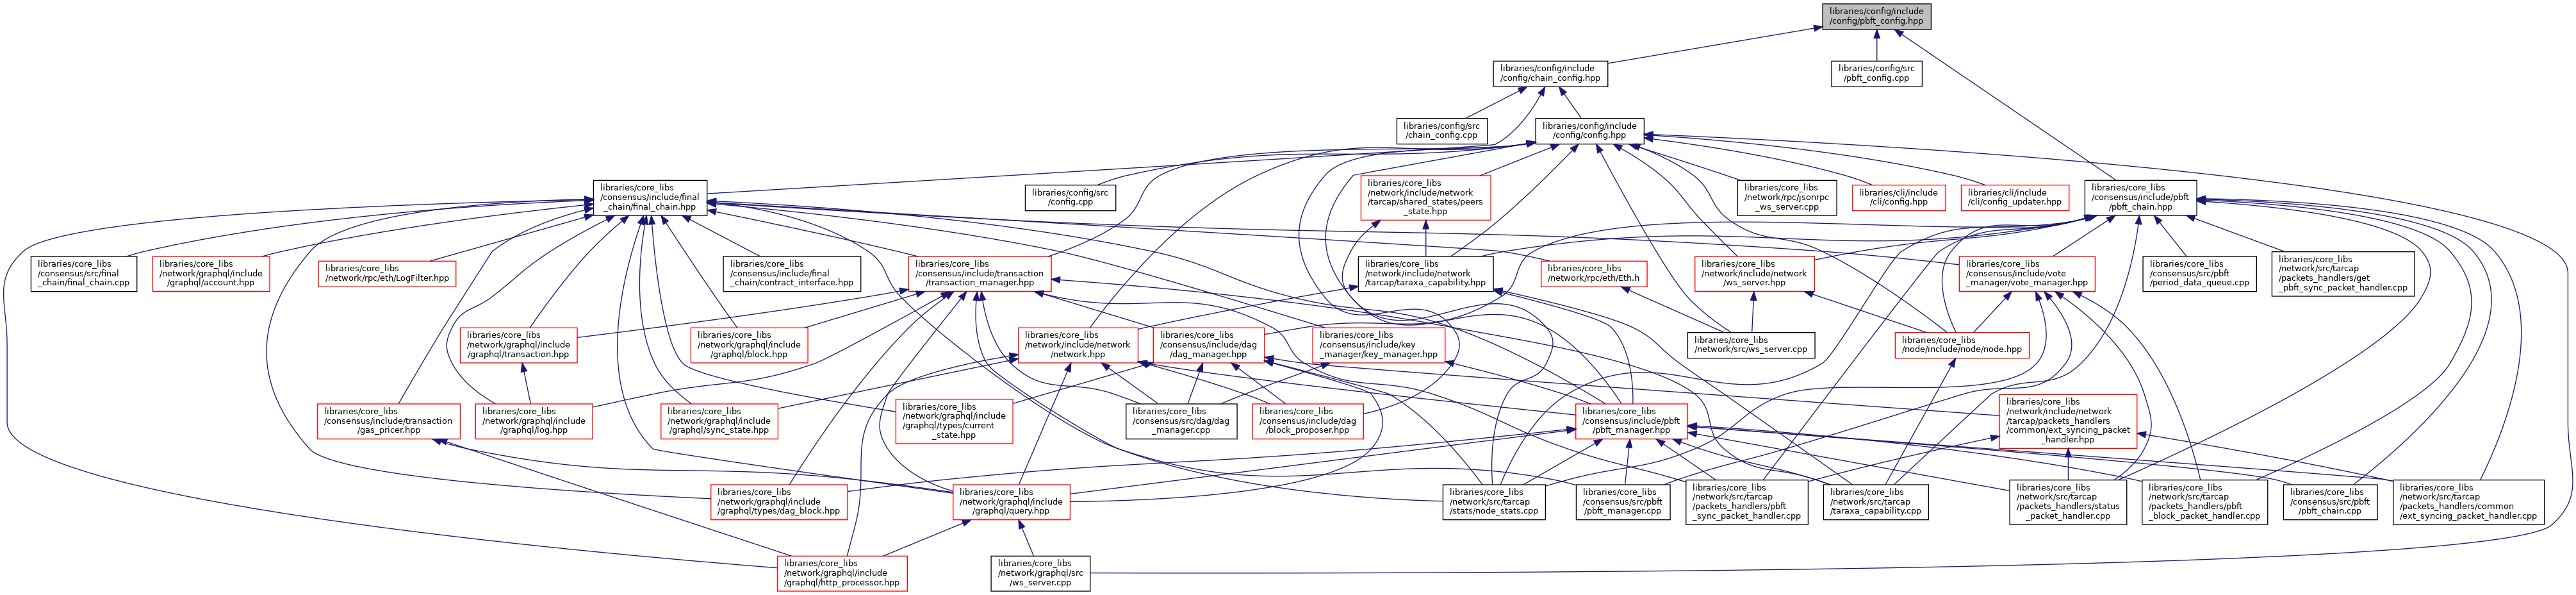 libraries/config/include
/config/pbft_config.hpp
libraries/config/include
/config/chain_config.hpp
libraries/config/src
/pbft_config.cpp
libraries/config/src
/chain_config.cpp
libraries/config/include
/config/config.hpp
libraries/core_libs
/consensus/include/final
_chain/final_chain.hpp
libraries/config/src
/config.cpp
libraries/core_libs
/network/include/network
/tarcap/shared_states/peers
_state.hpp
libraries/core_libs
/network/rpc/jsonrpc
_ws_server.cpp
libraries/cli/include
/cli/config.hpp
libraries/cli/include
/cli/config_updater.hpp
libraries/core_libs
/consensus/include/pbft
/pbft_chain.hpp
libraries/core_libs
/consensus/src/final
_chain/final_chain.cpp
libraries/core_libs
/network/graphql/include
/graphql/account.hpp
libraries/core_libs
/network/rpc/eth/LogFilter.hpp
libraries/core_libs
/consensus/include/final
_chain/contract_interface.hpp
libraries/core_libs
/consensus/include/transaction
/transaction_manager.hpp
libraries/core_libs
/network/include/network
/tarcap/taraxa_capability.hpp
libraries/core_libs
/network/rpc/eth/Eth.h
libraries/core_libs
/network/include/network
/ws_server.hpp
libraries/core_libs
/consensus/include/vote
_manager/vote_manager.hpp
libraries/core_libs
/consensus/src/pbft
/period_data_queue.cpp
libraries/core_libs
/network/src/tarcap
/packets_handlers/get
_pbft_sync_packet_handler.cpp
libraries/core_libs
/network/graphql/include
/graphql/transaction.hpp
libraries/core_libs
/network/graphql/include
/graphql/block.hpp
libraries/core_libs
/network/include/network
/network.hpp
libraries/core_libs
/consensus/include/dag
/dag_manager.hpp
libraries/core_libs
/consensus/include/key
_manager/key_manager.hpp
libraries/core_libs
/network/src/ws_server.cpp
libraries/core_libs
/node/include/node/node.hpp
libraries/core_libs
/consensus/include/transaction
/gas_pricer.hpp
libraries/core_libs
/network/graphql/include
/graphql/log.hpp
libraries/core_libs
/network/graphql/include
/graphql/sync_state.hpp
libraries/core_libs
/network/graphql/include
/graphql/types/current
_state.hpp
libraries/core_libs
/consensus/src/dag/dag
_manager.cpp
libraries/core_libs
/consensus/include/dag
/block_proposer.hpp
libraries/core_libs
/consensus/include/pbft
/pbft_manager.hpp
libraries/core_libs
/network/include/network
/tarcap/packets_handlers
/common/ext_syncing_packet
_handler.hpp
libraries/core_libs
/network/graphql/include
/graphql/types/dag_block.hpp
libraries/core_libs
/network/graphql/include
/graphql/query.hpp
libraries/core_libs
/network/src/tarcap
/stats/node_stats.cpp
libraries/core_libs
/consensus/src/pbft
/pbft_manager.cpp
libraries/core_libs
/network/src/tarcap
/packets_handlers/pbft
_sync_packet_handler.cpp
libraries/core_libs
/network/src/tarcap
/taraxa_capability.cpp
libraries/core_libs
/network/src/tarcap
/packets_handlers/status
_packet_handler.cpp
libraries/core_libs
/network/src/tarcap
/packets_handlers/pbft
_block_packet_handler.cpp
libraries/core_libs
/consensus/src/pbft
/pbft_chain.cpp
libraries/core_libs
/network/src/tarcap
/packets_handlers/common
/ext_syncing_packet_handler.cpp
libraries/core_libs
/network/graphql/include
/graphql/http_processor.hpp
libraries/core_libs
/network/graphql/src
/ws_server.cpp